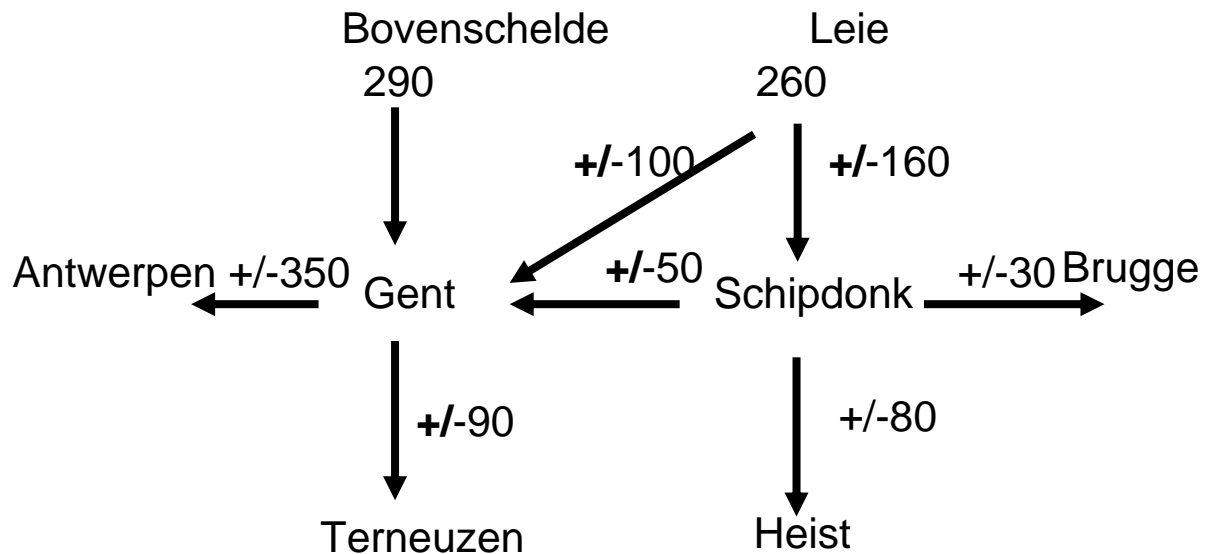 Bovenschelde
290
Leie
260
+/-100
+/-160
Antwerpen +/-350
Gent
+/-50
Schipdonk
+/-30 Brugge
+/-90
+/-80
Terneuzen
Heist